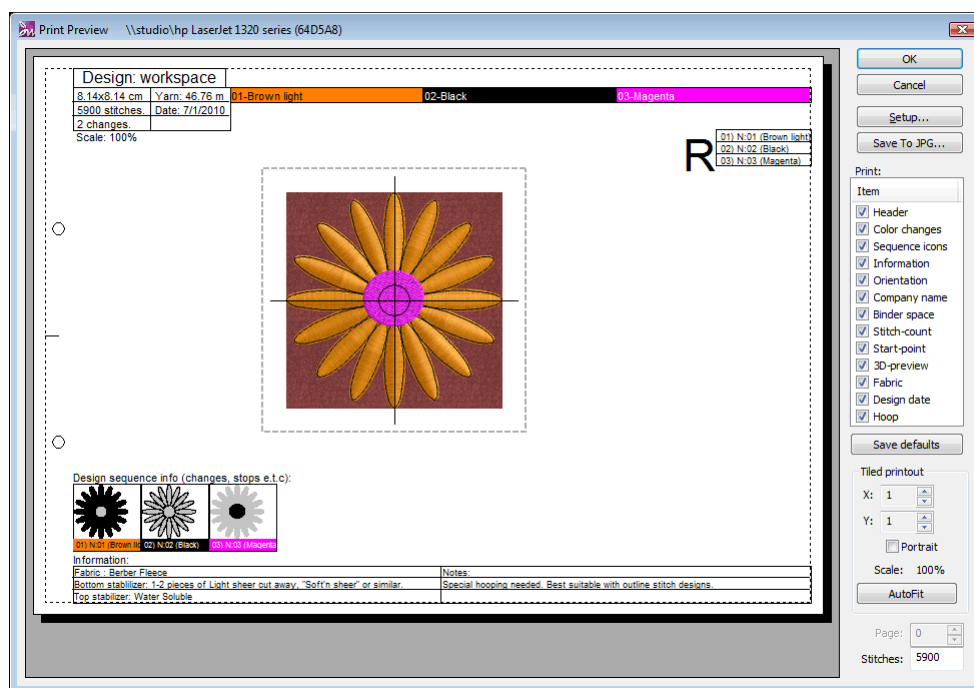 Print Preview \\studio\hp LaserJet 1320 series (64D5A8)
Design: workspace
8.14x8.14 cm Yarn: 46.76 m 01-Brown light 02-Black 03-Magenta
5900 stitches. Date: 7/1/2010
2 changes.
Scale: 100%
R
01) N:01 (Brown light)
02) N:02 (Black)
03) N:03 (Magenta)
Design sequence info (changes, stops e.t.c):
01) N:01 (Brown lic 02) N:02 (Black) 03) N:03 (Magenta
Information:
Fabric : Berber Fleece Notes:
Bottom stablilizer: 1-2 pieces of Light sheer cut away, "Soft'n sheer" or similar. Special hooping needed. Best suitable with outline stitch designs.
Top stabilizer: Water Soluble
OK
Cancel
Setup...
Save To JPG...
Print:
Item
Header
Color changes
Sequence icons
Information
Orientation
Company name
Binder space
Stitch-count
Start-point
3D-preview
Fabric
Design date
Hoop
Save defaults
Tiled printout
X: 1
Y: 1
Portrait
Scale: 100%
AutoFit
Page: 0
Stitches: 5900